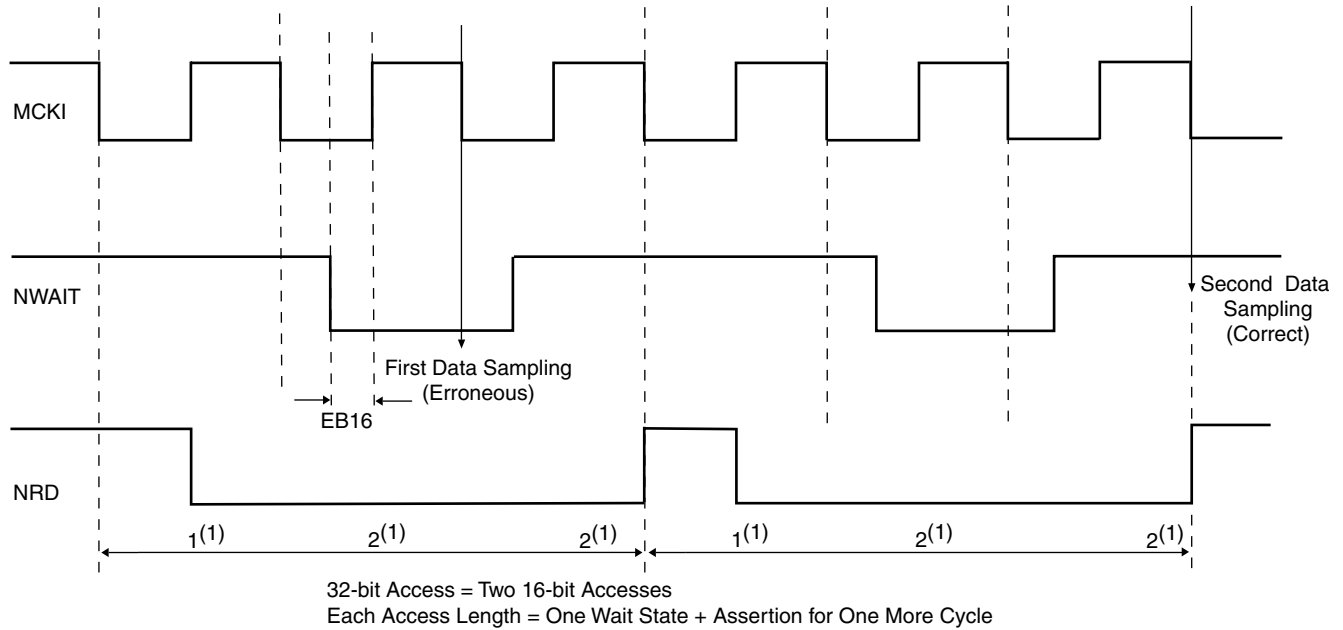 MCKI
NWAIT
Second Data
Sampling
(Correct)
First Data Sampling
(Erroneous)
EB16
NRD
1(1) 2(1) 2(1) 1(1) 2(1) 2(1)
32-bit Access = Two 16-bit Accesses
Each Access Length = One Wait State + Assertion for One More Cycle